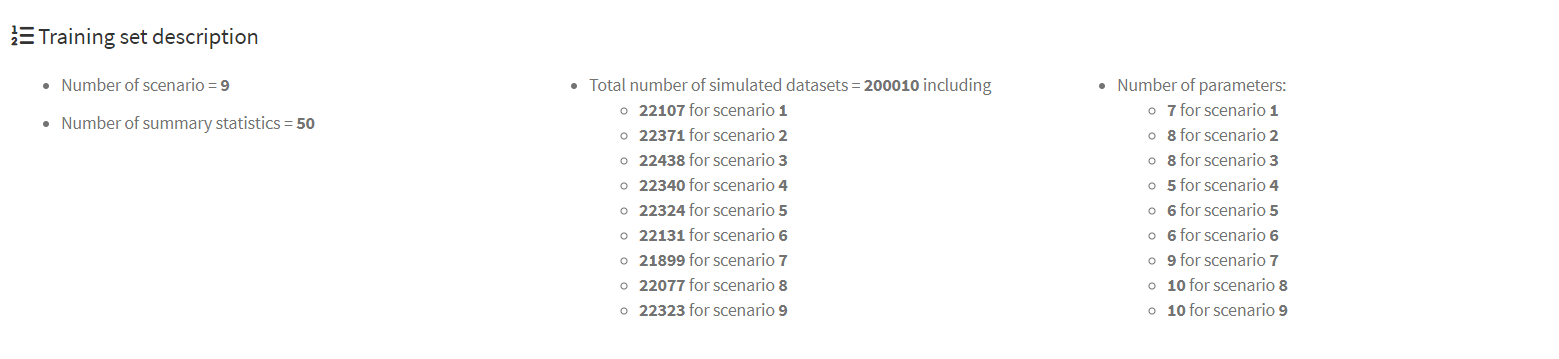 Training set description
Number of scenario = 9
Number of summary statistics = 50
Total number of simulated datasets = 200010 including
22107 for scenario 1
22371 for scenario 2
22438 for scenario 3
22340 for scenario 4
22324 for scenario 5
22131 for scenario 6
21899 for scenario 7
22077 for scenario 8
22323 for scenario 9
Number of parameters:
7 for scenario 1
8 for scenario 2
8 for scenario 3
5 for scenario 4
6 for scenario 5
6 for scenario 6
9 for scenario 7
10 for scenario 8
10 for scenario 9